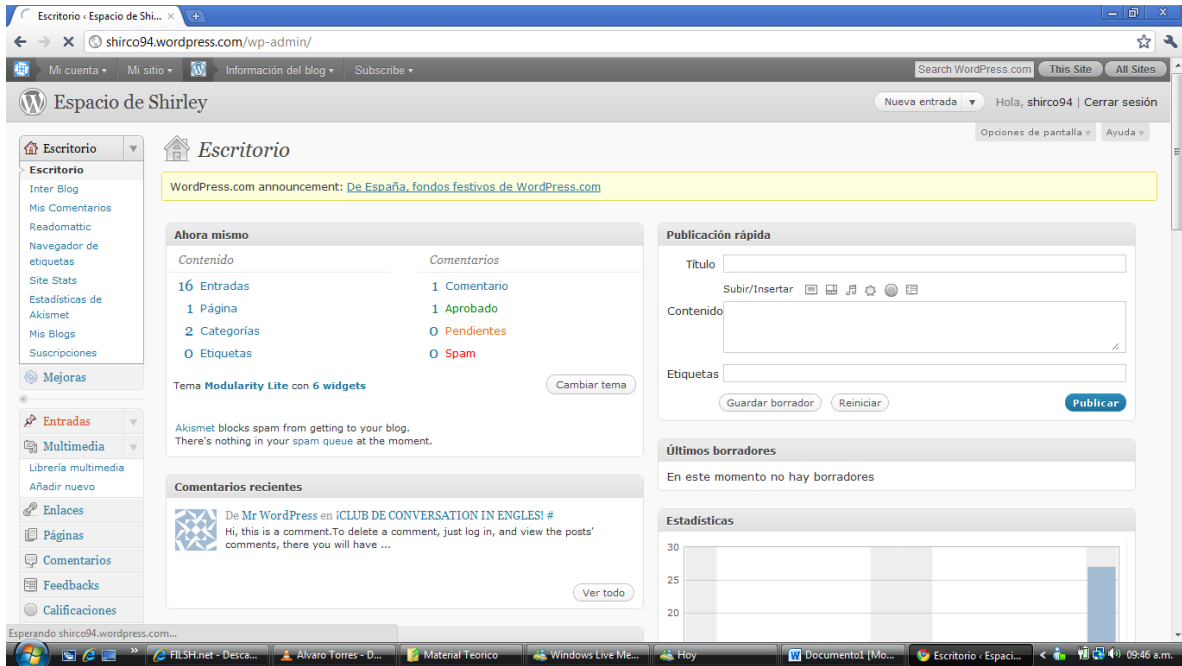 Escritorio ‹ Espacio de Shi...
shirco94.wordpress.com/wp-admin/
Mi cuenta
Mi sitio
Información del blog
Subscribe
Search WordPress.com
This Site
All Sites
Espacio de Shirley
Nueva entrada
Hola, shirco94 | Cerrar sesión
Opciones de pantalla
Ayuda
Escritorio
Escritorio
Inter Blog
Mis Comentarios
Readomattic
Navegador de
etiquetas
Site Stats
Estadísticas de
Akismet
Mis Blogs
Suscripciones
Mejoras
Entradas
Multimedia
Librería multimedia
Añadir nuevo
Enlaces
Páginas
Comentarios
Feedbacks
Calificaciones
Escritorio
WordPress.com announcement: De España, fondos festivos de WordPress.com
Ahora mismo
Contenido
Comentarios
16 Entradas
1 Comentario
1 Página
1 Aprobado
2 Categorías
0 Pendientes
0 Etiquetas
0 Spam
Tema Modularity Lite con 6 widgets
Cambiar tema
Akismet blocks spam from getting to your blog.
There's nothing in your spam queue at the moment.
Comentarios recientes
De Mr WordPress en ¡CLUB DE CONVERSATION IN ENGLES! #
Hi, this is a comment.To delete a comment, just log in, and view the posts'
comments, there you will have ...
Ver todo
Publicación rápida
Título
Subir/Insertar
Contenido
Etiquetas
Guardar borrador
Reiniciar
Publicar
Últimos borradores
En este momento no hay borradores
Estadísticas
30
25
20
Esperando shirco94.wordpress.com...
FILSH.net - Desca...
Alvaro Torres - D...
Material Teorico
Windows Live Me...
Hoy
Documento1 [Mo...
Escritorio ‹ Espaci...
09:46 a.m.